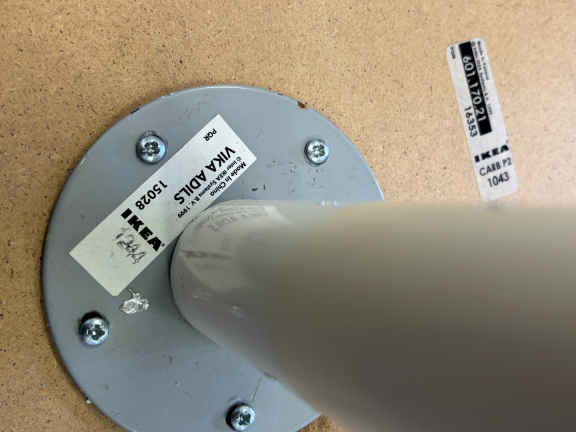 PQR
VIKA ADILS
Made in China
© Inter IKEA Systems B.V. 1999
15028
IKEA
601.170.21
16353
IKEA
CARB P2
1043